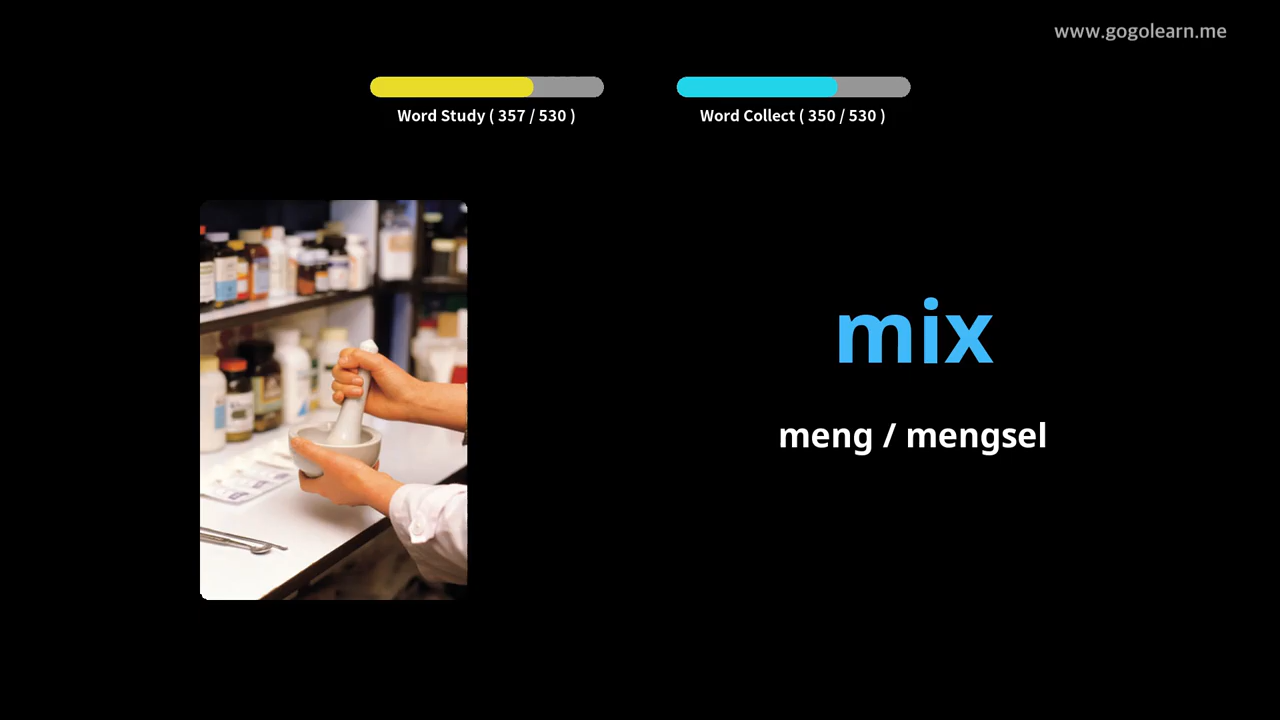 www.gogolearn.me
Word Study ( 357 / 530 )
Word Collect ( 350 / 530 )
mix
meng / mengsel